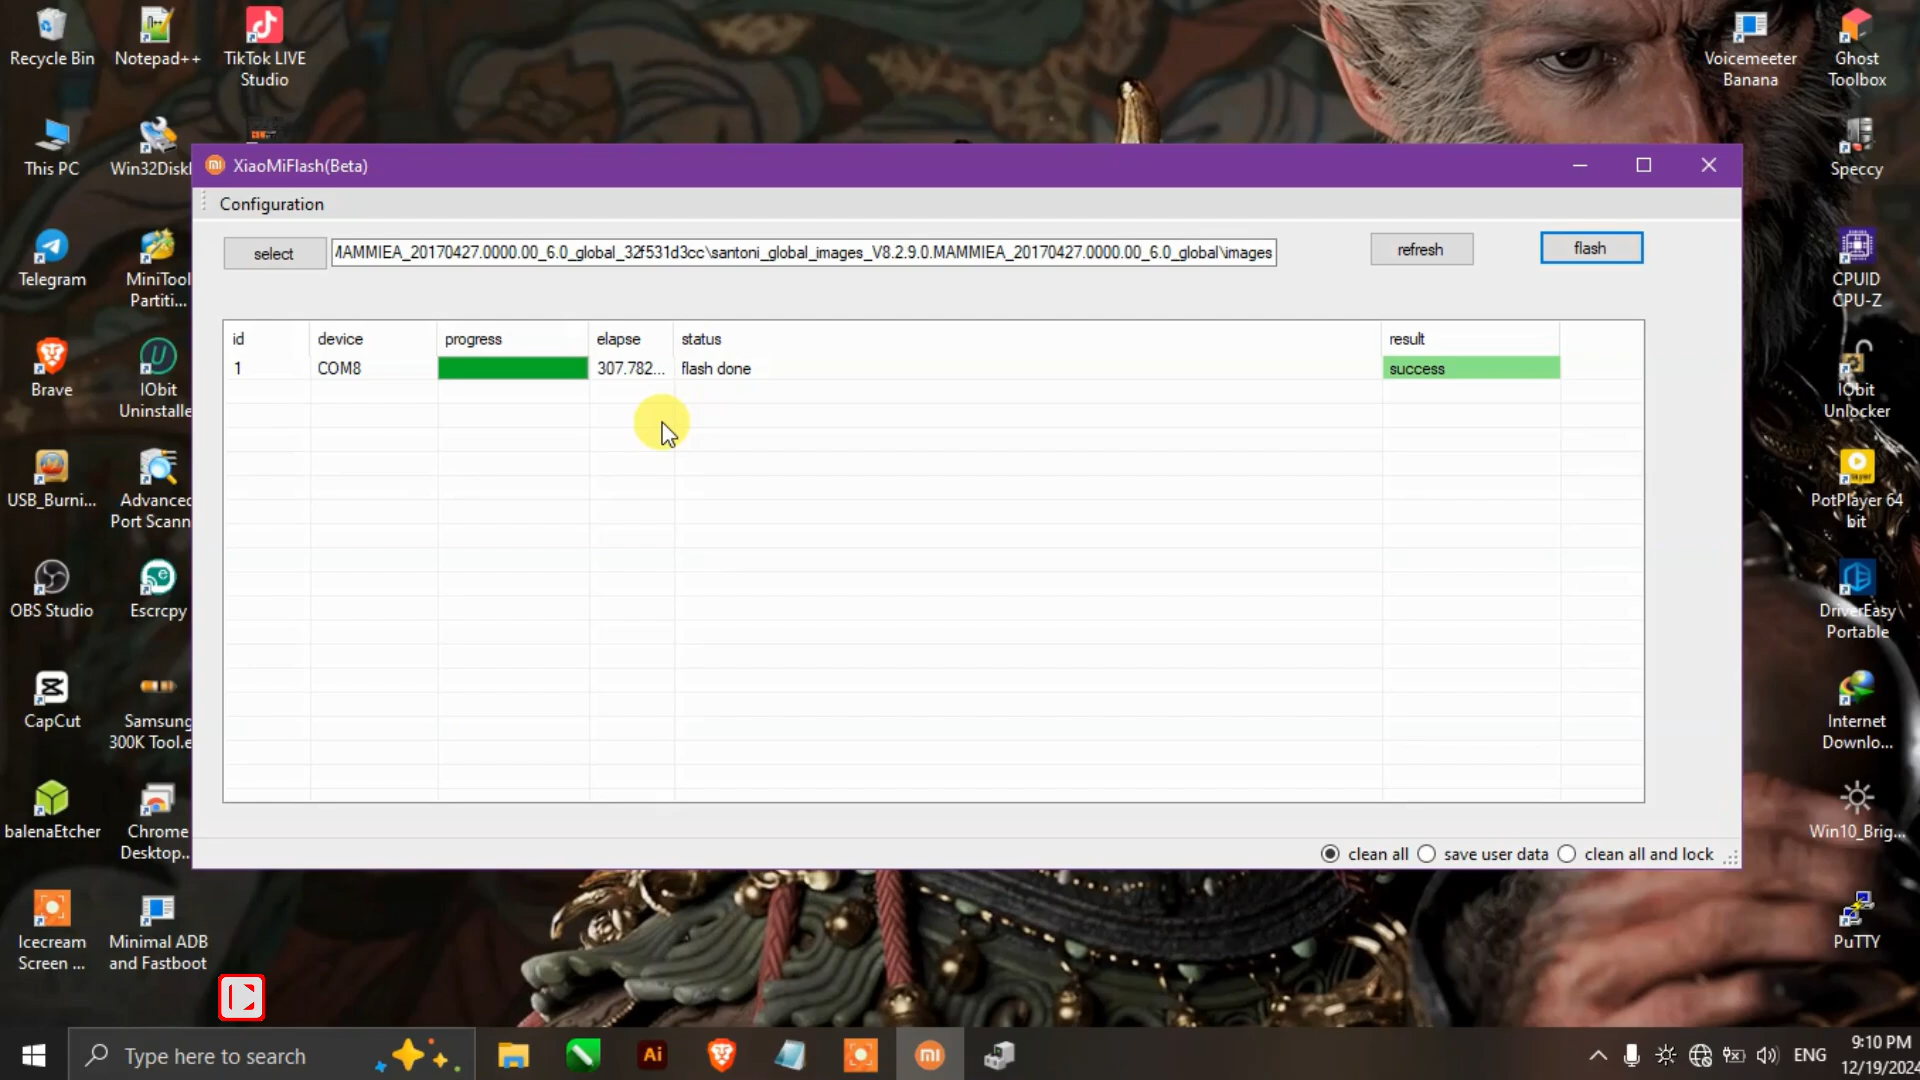 Recycle Bin
Notepad++
TikTok LIVE
Studio
Voicemeeter
Banana
Ghost
Toolbox
This PC
Win32Disk
Speccy
mi XiaoMiFlash(Beta)
Configuration
select
MAMMIEA_20170427.0000.00_6.0_global_32f531d3cc\santoni_global_images_V8.2.9.0.MAMMIEA_20170427.0000.00_6.0_global\images
refresh
flash
id device progress elapse status result
1 COM8 307.782... flash done success
clean all save user data clean all and lock
Telegram
MiniTool
Partiti...
CPUID
CPU-Z
Brave
IObit
Uninstalle
IObit
Unlocker
USB_Burni...
Advanced
Port Scann
PotPlayer 64
bit
OBS Studio
Escrcpy
DriverEasy
Portable
CapCut
Samsung
300K Tool.e
Internet
Downlo...
balenaEtcher
Chrome
Desktop...
Win10_Brig...
Icecream
Screen ...
Minimal ADB
and Fastboot
PuTTY
Type here to search
Ai
mi
ENG
9:10 PM
12/19/2024